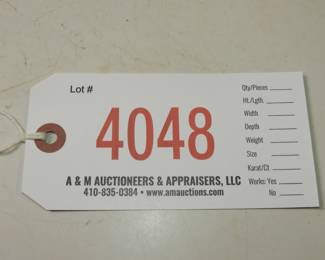 Lot #
4048
A & M AUCTIONEERS & APPRAISERS, LLC
410-835-0384 • www.amauctions.com
Qty/Pieces
Ht./Lgth.
Width
Depth
Weight
Size
Karat/Ct.
Works: Yes
No